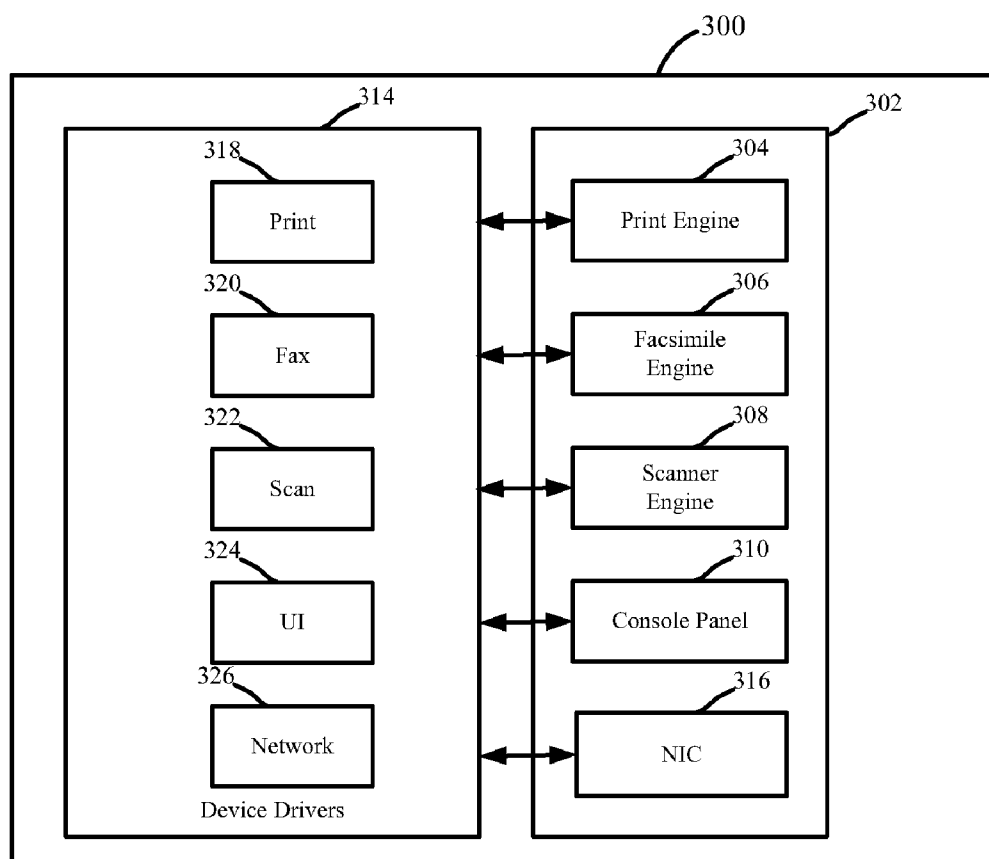 300
314
302
318
Print
304
Print Engine
320
Fax
306
Facsimile
Engine
322
Scan
308
Scanner
Engine
324
UI
310
Console Panel
326
Network
316
NIC
Device Drivers